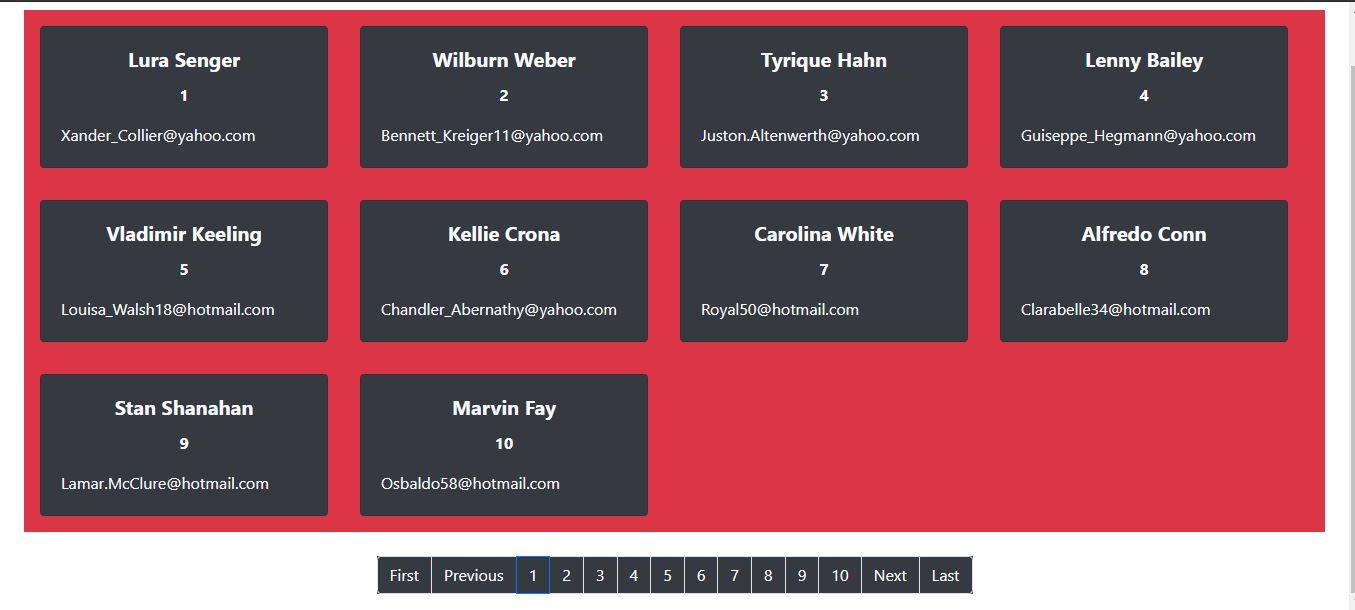 Lura Senger
1
Xander_Collier@yahoo.com
Wilburn Weber
2
Bennett_Kreiger11@yahoo.com
Tyrique Hahn
3
Juston.Altenwerth@yahoo.com
Lenny Bailey
4
Guiseppe_Hegmann@yahoo.com
Vladimir Keeling
5
Louisa_Walsh18@hotmail.com
Kellie Crona
6
Chandler_Abernathy@yahoo.com
Carolina White
7
Royal50@hotmail.com
Alfredo Conn
8
Clarabelle34@hotmail.com
Stan Shanahan
9
Lamar.McClure@hotmail.com
Marvin Fay
10
Osbaldo58@hotmail.com
First Previous 1 2 3 4 5 6 7 8 9 10 Next Last